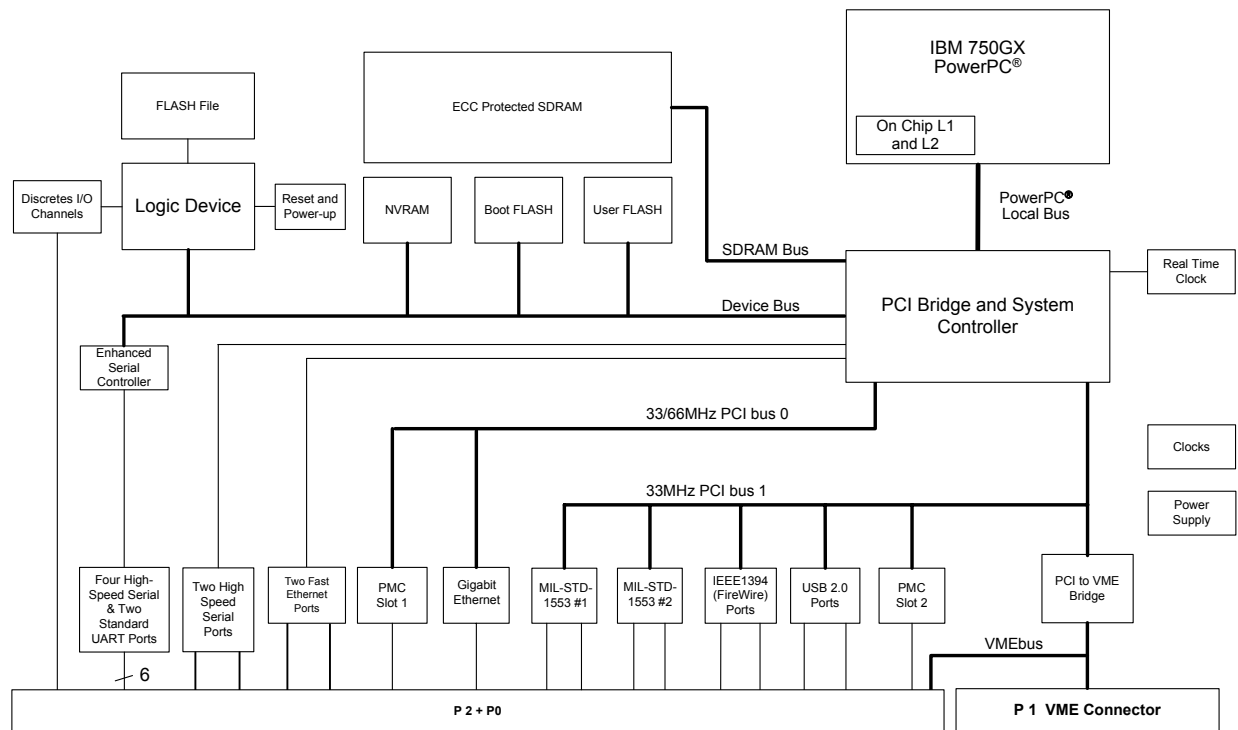 IBM 750GX
PowerPC®
On Chip L1
and L2
FLASH File
ECC Protected SDRAM
Discretes I/O
Channels
Logic Device
Reset and
Power-up
NVRAM
Boot FLASH
User FLASH
PowerPC®
Local Bus
SDRAM Bus
Device Bus
PCI Bridge and System
Controller
Real Time
Clock
Enhanced
Serial
Controller
33/66MHz PCI bus 0
Clocks
33MHz PCI bus 1
Power
Supply
Four High-
Speed Serial
& Two
Standard
UART Ports
Two High
Speed
Serial
Ports
Two Fast
Ethernet
Ports
PMC
Slot 1
Gigabit
Ethernet
MIL-STD-
1553 #1
MIL-STD-
1553 #2
IEEE1394
(FireWire)
Ports
USB 2.0
Ports
PMC
Slot 2
PCI to VME
Bridge
VMEbus
6
P 2 + P0
P 1 VME Connector